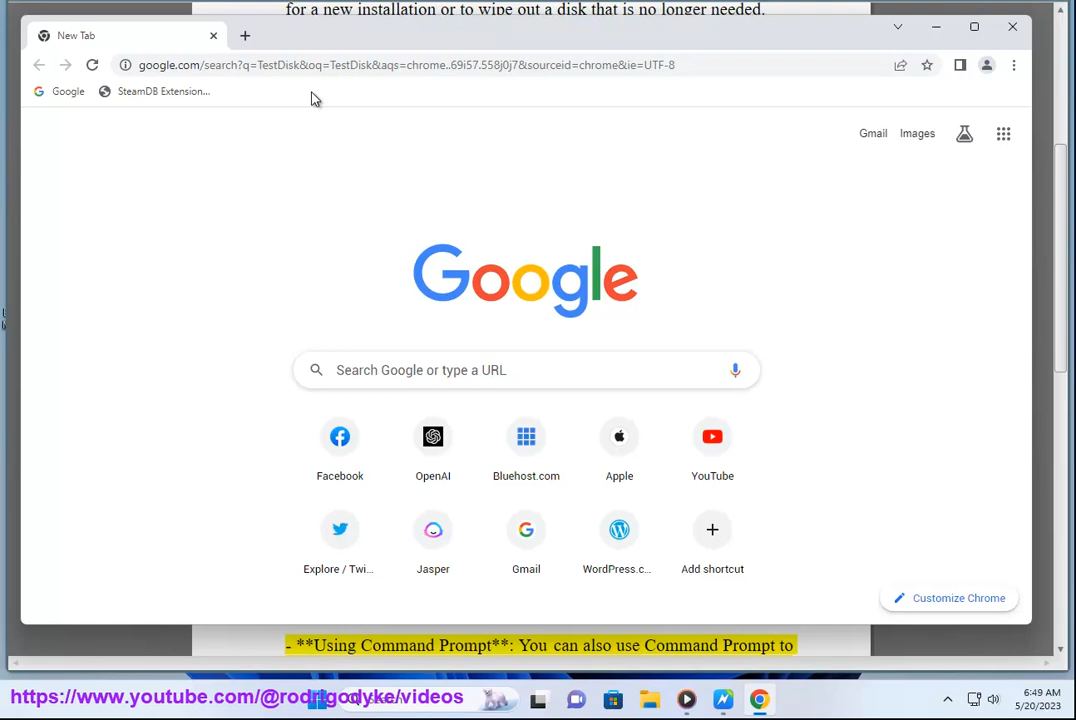 for a new installation or to wipe out a disk that is no longer needed.
New Tab
google.com/search?q=TestDisk&oq=TestDisk&aqs=chrome..69i57.558j0j7&sourceid=chrome&ie=UTF-8
Google SteamDB Extension...
Gmail Images
Google
Search Google or type a URL
Facebook OpenAI Bluehost.com Apple YouTube
Explore / Twi... Jasper Gmail WordPress.c... Add shortcut
Customize Chrome
- **Using Command Prompt**: You can also use Command Prompt to
https://www.youtube.com/@rodrigodyke/videos
6:49 AM
5/20/2023